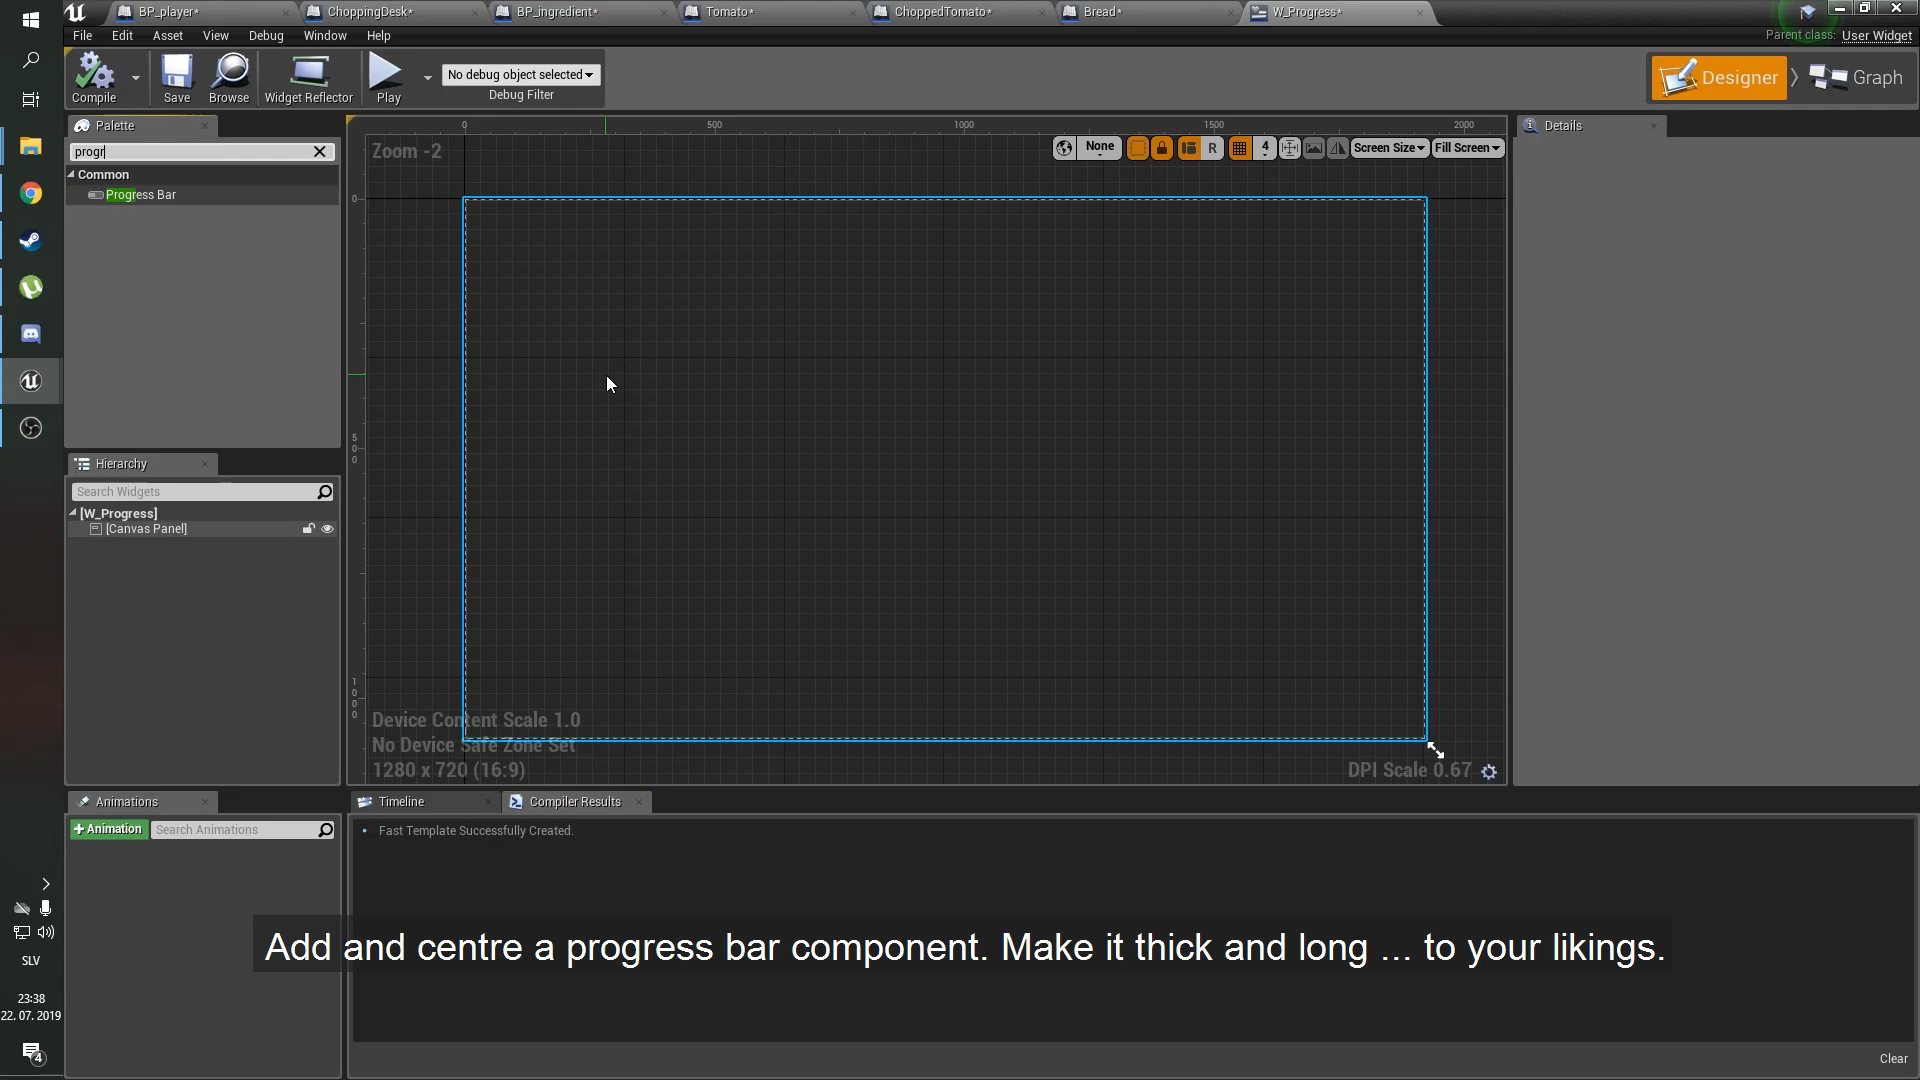 BP_player*
ChoppingDesk*
BP_ingredient*
Tomato*
ChoppedTomato*
Bread*
W_Progress*
File Edit Asset View Debug Window Help
Parent class: User Widget
Compile
Save
Browse
Widget Reflector
Play
No debug object selected
Debug Filter
Designer
Graph
Palette
progr
Common
Progress Bar
0 500 1000 1500 2000
Zoom -2
None
R
4
Screen Size
Fill Screen
Details
0
500
1000
Hierarchy
Search Widgets
[W_Progress]
[Canvas Panel]
Device Content Scale 1.0
No Device Safe Zone Set
1280 x 720 (16:9)
DPI Scale 0.67
Animations
+Animation
Search Animations
Timeline
Compiler Results
Fast Template Successfully Created.
Add and centre a progress bar component. Make it thick and long ... to your likings.
SLV
23:38
22. 07. 2019
4
Clear